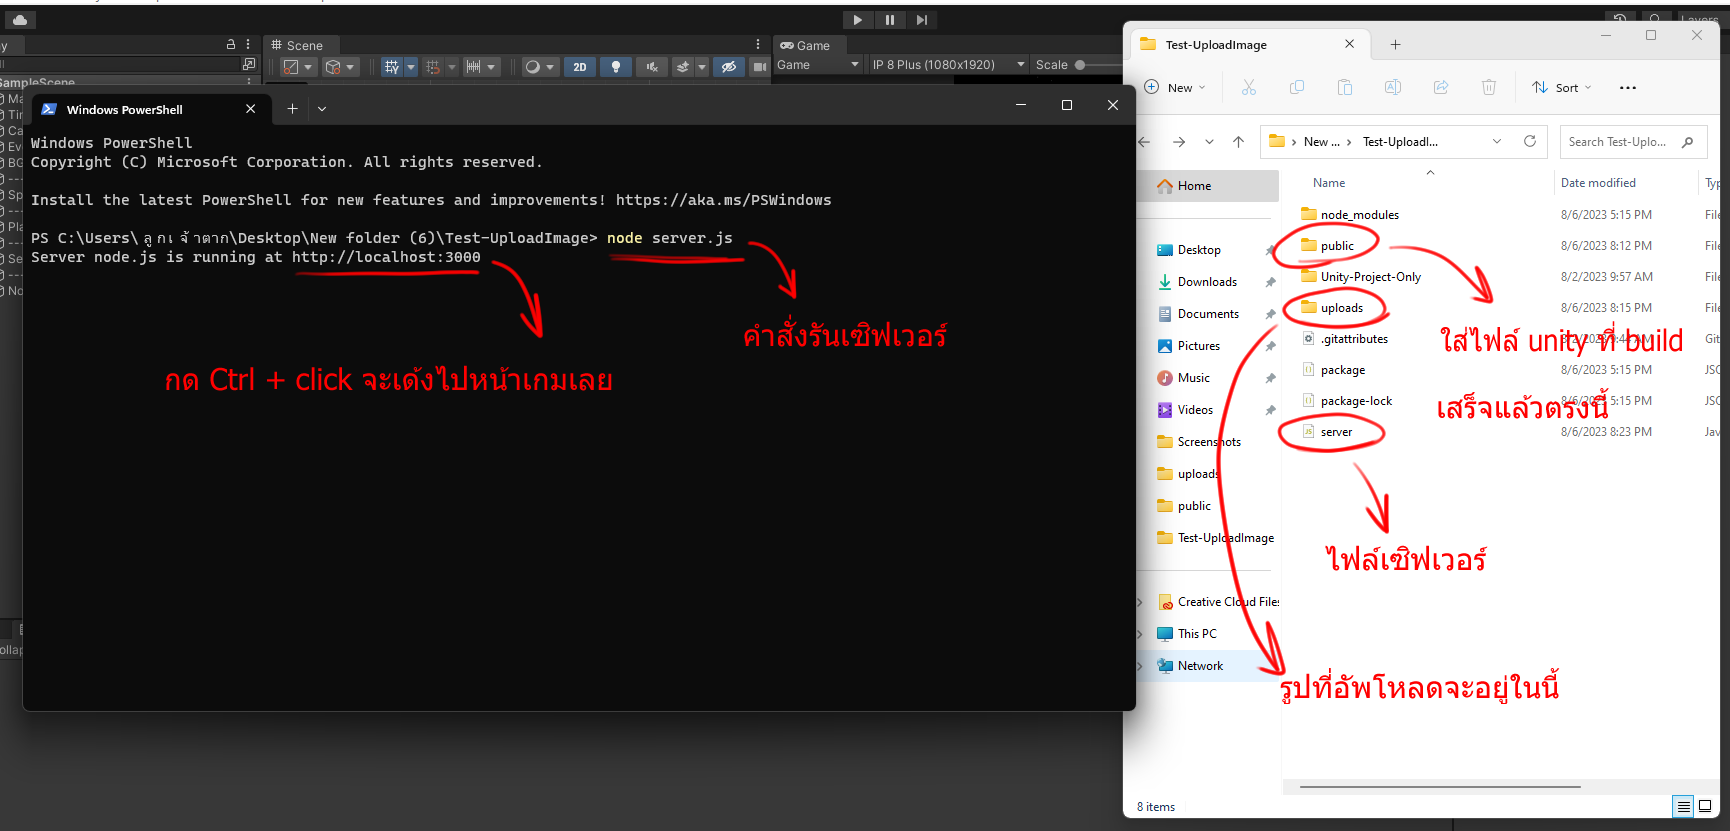 Scene
Game
Game
IP 8 Plus (1080x1920)
Scale
2D
Layers
SampleScene
Windows PowerShell
Windows PowerShell
Copyright (C) Microsoft Corporation. All rights reserved.
Install the latest PowerShell for new features and improvements! https://aka.ms/PSWindows
PS C:\Users\ลูกเจ้าตาก\Desktop\New folder (6)\Test-UploadImage> node server.js
Server node.js is running at http://localhost:3000
คำสั่งรันเซิฟเวอร์
กด Ctrl + click จะเด้งไปหน้าเกมเลย
Test-UploadImage
New
Sort
New ... › Test-UploadI...
Search Test-Uplo...
Home
Desktop
Downloads
Documents
Pictures
Music
Videos
Screenshots
uploads
public
Test-UploadImage
Creative Cloud Files
This PC
Network
Name Date modified Typ
node_modules 8/6/2023 5:15 PM File
public 8/6/2023 8:12 PM File
Unity-Project-Only 8/2/2023 9:57 AM File
uploads 8/6/2023 8:15 PM File
.gitattributes
package 8/6/2023 5:15 PM JSO
package-lock 8/6/2023 5:15 PM JSO
server 8/6/2023 8:23 PM Jav
ใส่ไฟล์ unity ที่ build
เสร็จแล้วตรงนี้
ไฟล์เซิฟเวอร์
รูปที่อัพโหลดจะอยู่ในนี้
8 items